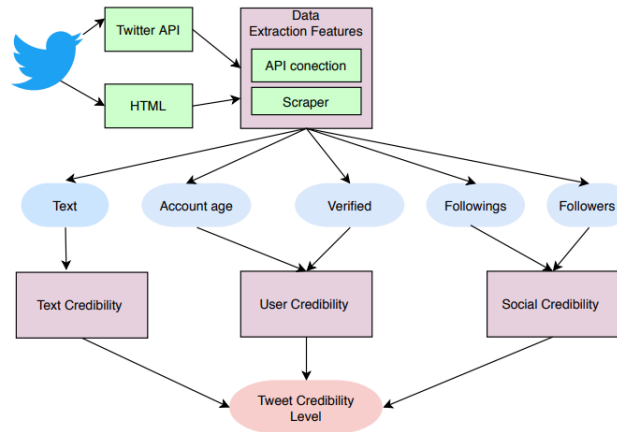 Data
Extraction Features
Twitter API
API conection
HTML
Scraper
Text
Account age
Verified
Followings
Followers
Text Credibility
User Credibility
Social Credibility
Tweet Credibility
Level